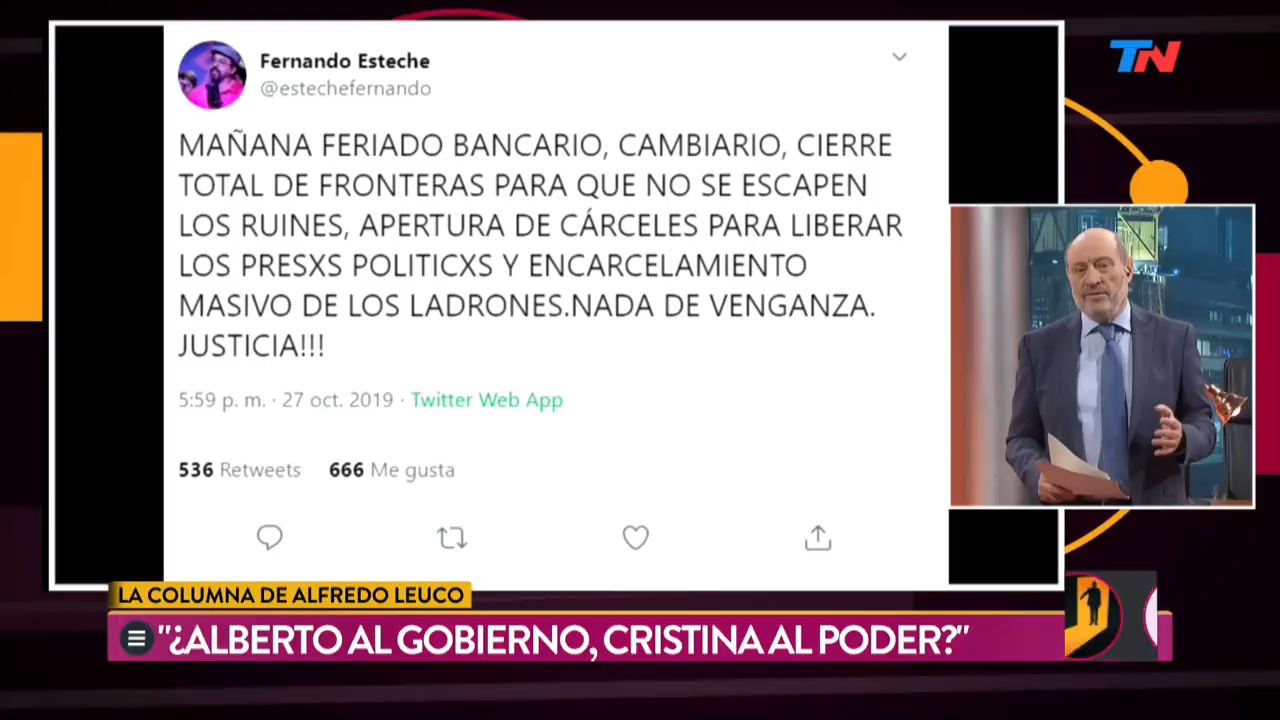 Fernando Esteche
@estechefernando
TN
MAÑANA FERIADO BANCARIO, CAMBIARIO, CIERRE
TOTAL DE FRONTERAS PARA QUE NO SE ESCAPEN
LOS RUINES, APERTURA DE CÁRCELES PARA LIBERAR
LOS PRESXS POLITICXS Y ENCARCELAMIENTO
MASIVO DE LOS LADRONES.NADA DE VENGANZA.
JUSTICIA!!!
5:59 p. m. · 27 oct. 2019 · Twitter Web App
536 Retweets 666 Me gusta
LA COLUMNA DE ALFREDO LEUCO
"¿ALBERTO AL GOBIERNO, CRISTINA AL PODER?"